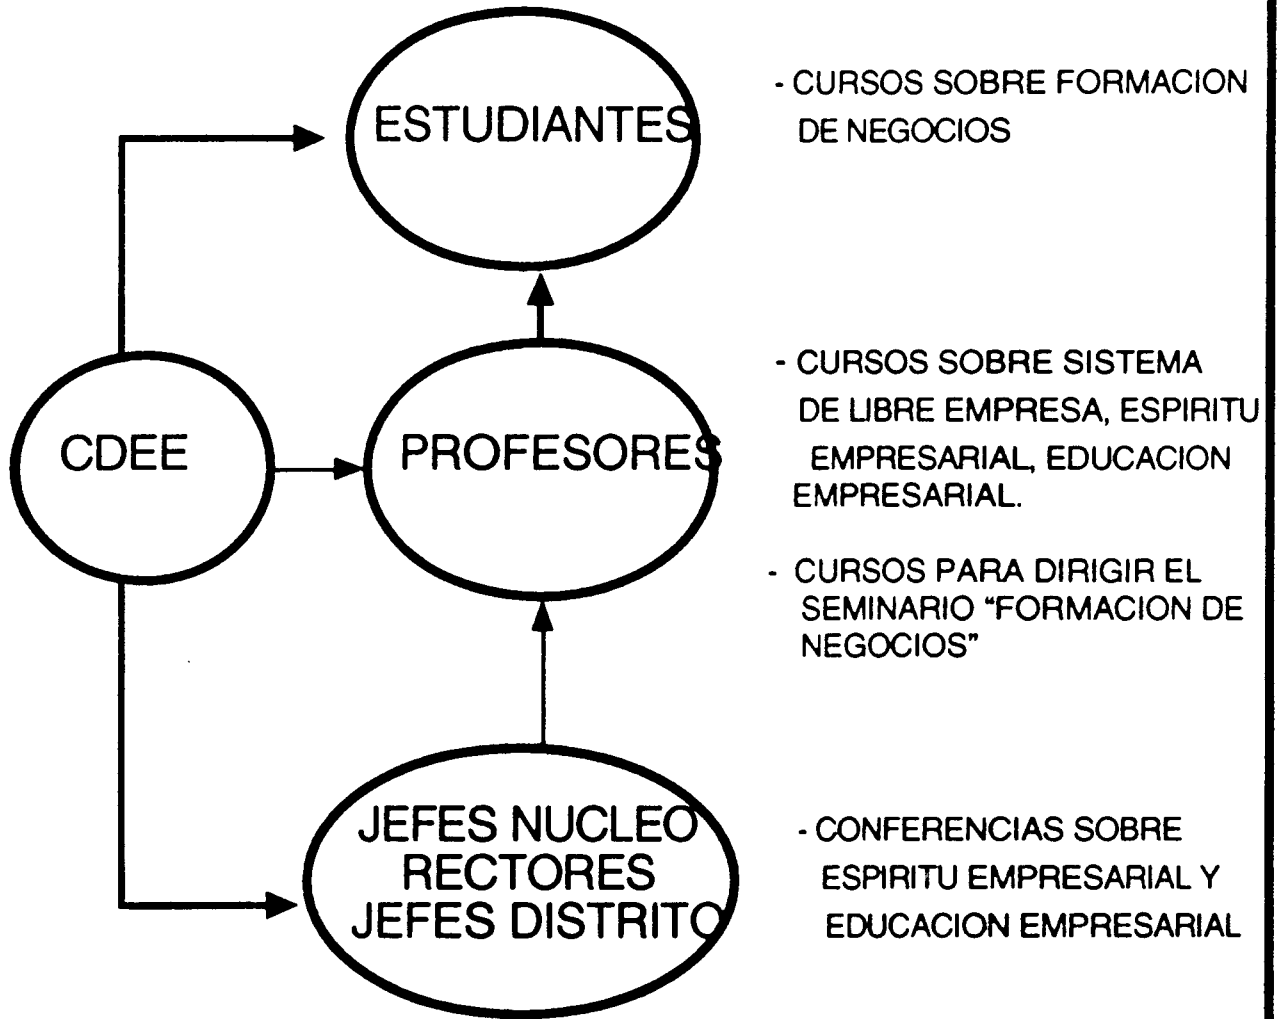 ESTUDIANTES
- CURSOS SOBRE FORMACION
DE NEGOCIOS
CDEE
PROFESORES
- CURSOS SOBRE SISTEMA
DE LIBRE EMPRESA, ESPIRITU
EMPRESARIAL, EDUCACION
EMPRESARIAL.
- CURSOS PARA DIRIGIR EL
SEMINARIO "FORMACION DE
NEGOCIOS"
JEFES NUCLEO
RECTORES
JEFES DISTRITO
- CONFERENCIAS SOBRE
ESPIRITU EMPRESARIAL Y
EDUCACION EMPRESARIAL